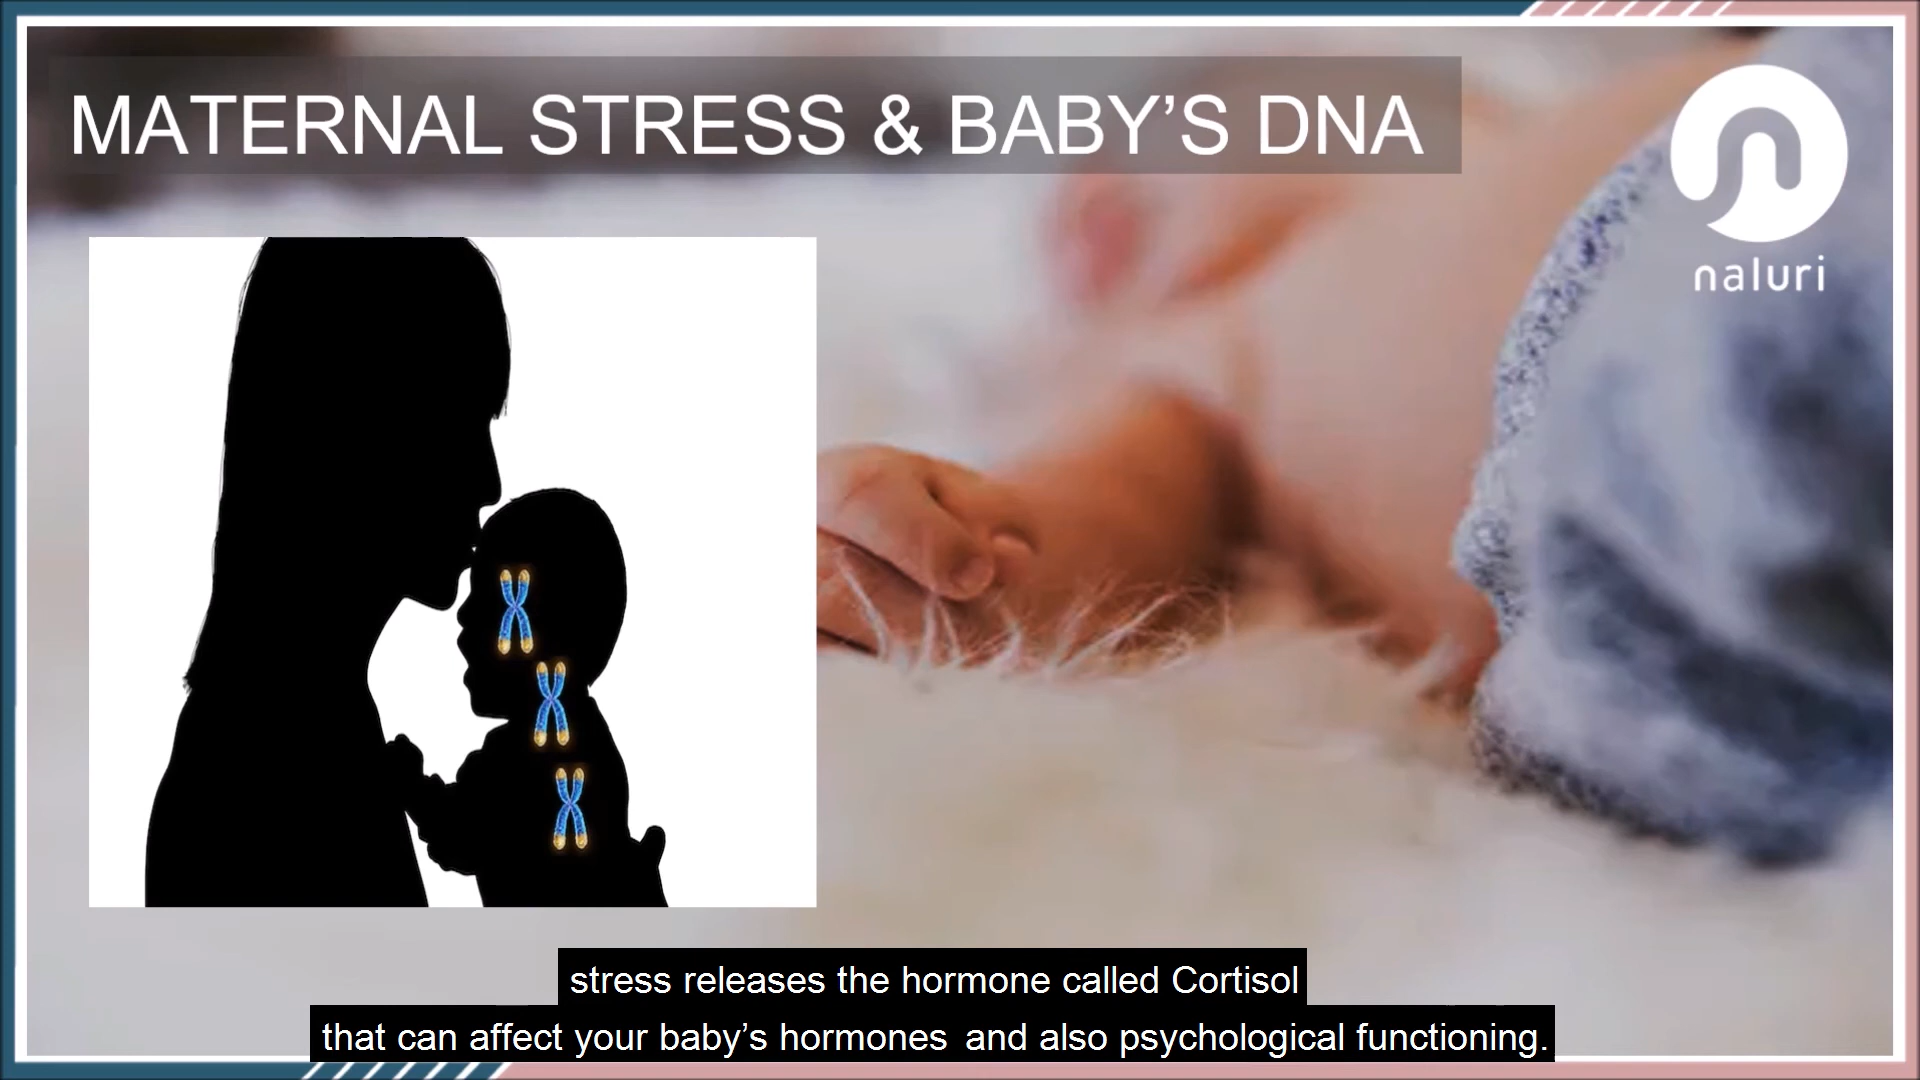 MATERNAL STRESS & BABY’S DNA
naluri
stress releases the hormone called Cortisol
that can affect your baby’s hormones and also psychological functioning.